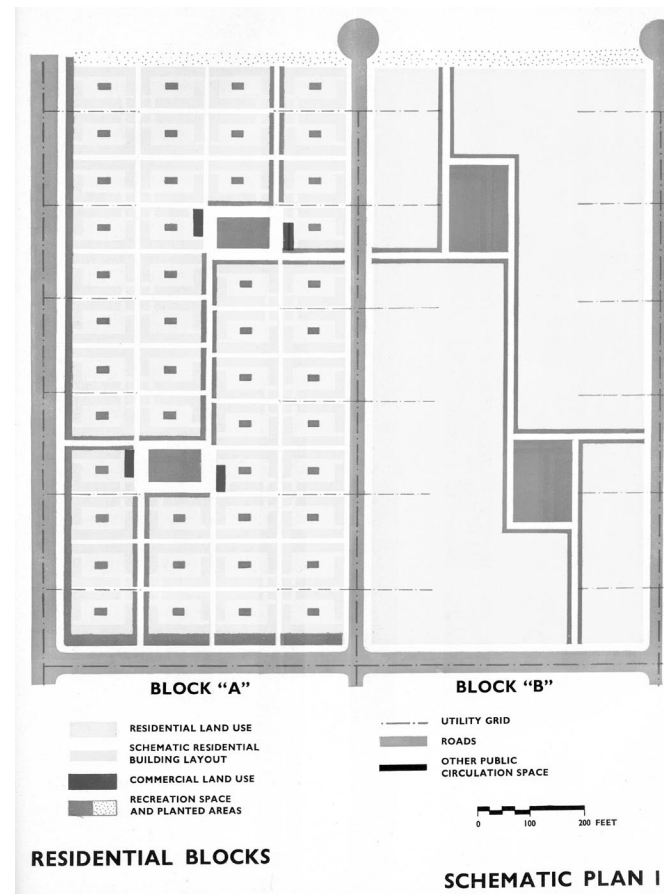 BLOCK "A"
BLOCK "B"
RESIDENTIAL LAND USE
SCHEMATIC RESIDENTIAL
BUILDING LAYOUT
COMMERCIAL LAND USE
RECREATION SPACE
AND PLANTED AREAS
UTILITY GRID
ROADS
OTHER PUBLIC
CIRCULATION SPACE
0 100 200 FEET
RESIDENTIAL BLOCKS
SCHEMATIC PLAN I